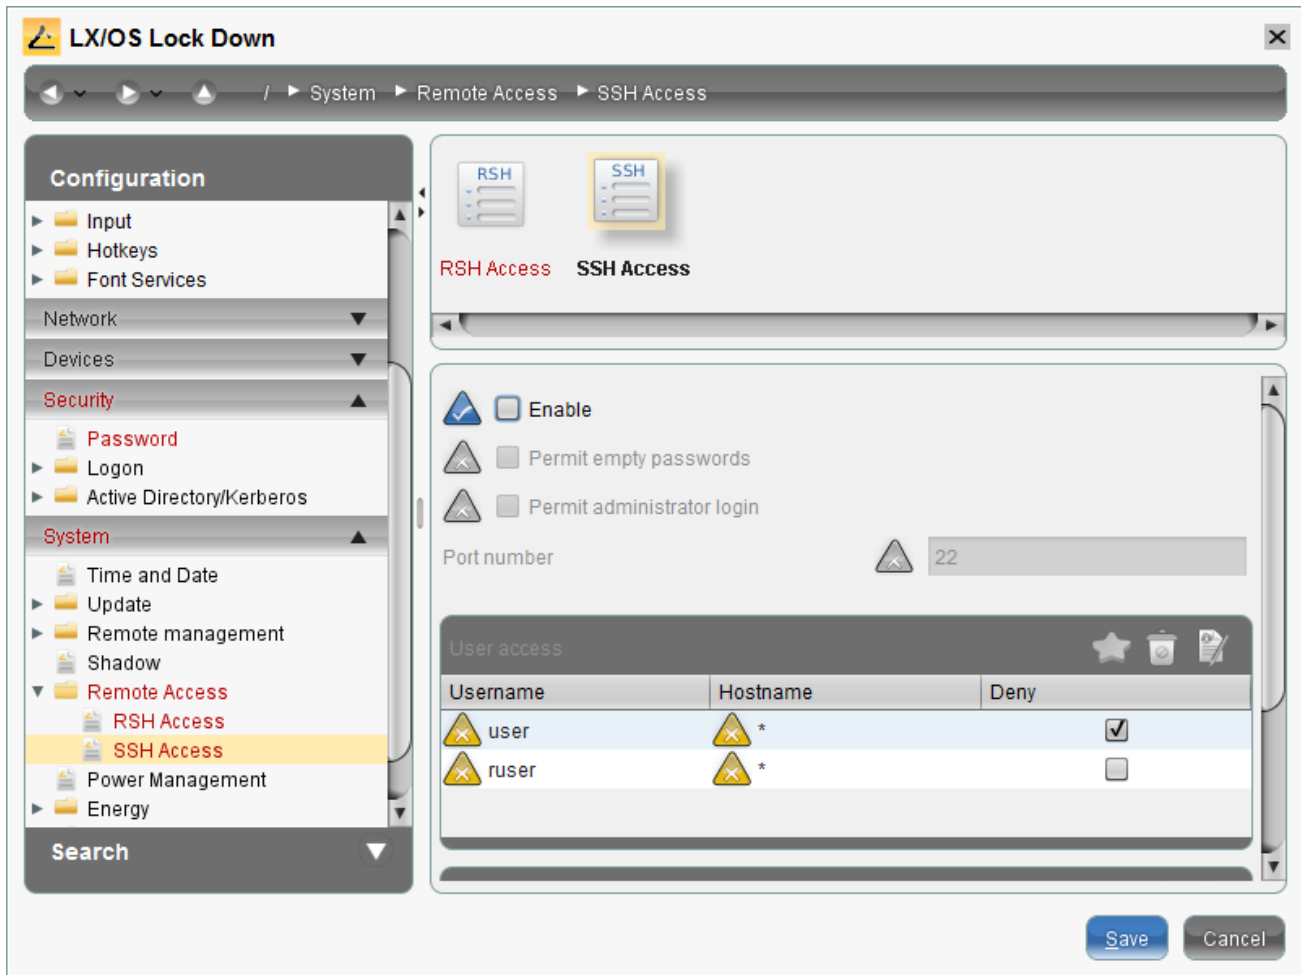 LX/OS Lock Down
/ System Remote Access SSH Access
Configuration
Input
Hotkeys
Font Services
Network
Devices
Security
Password
Logon
Active Directory/Kerberos
System
Time and Date
Update
Remote management
Shadow
Remote Access
RSH Access
SSH Access
Power Management
Energy
Search
RSH
SSH
RSH Access SSH Access
Enable
Permit empty passwords
Permit administrator login
Port number 22
User access
Username Hostname Deny
user *
ruser *
Save Cancel